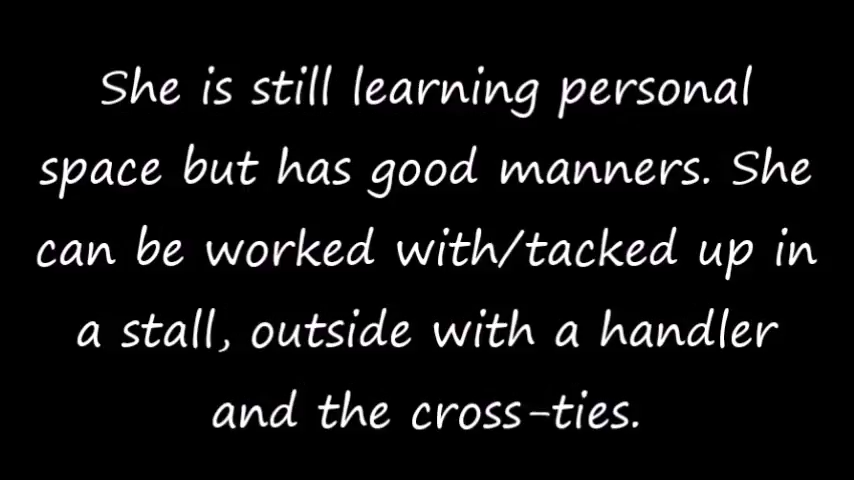 She is still learning personal
space but has good manners. She
can be worked with/tacked up in
a stall, outside with a handler
and the cross-ties.